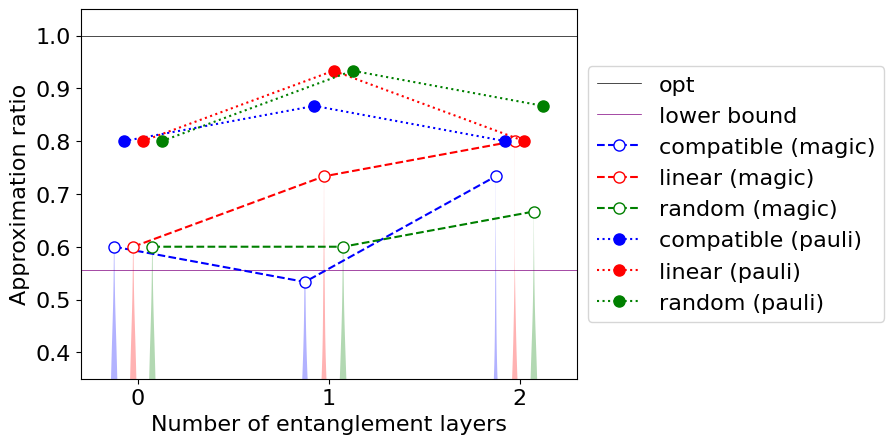 Approximation ratio
1.0
0.9
0.8
0.7
0.6
0.5
0.4
0
1
2
Number of entanglement layers
opt
lower bound
compatible (magic)
linear (magic)
random (magic)
compatible (pauli)
linear (pauli)
random (pauli)